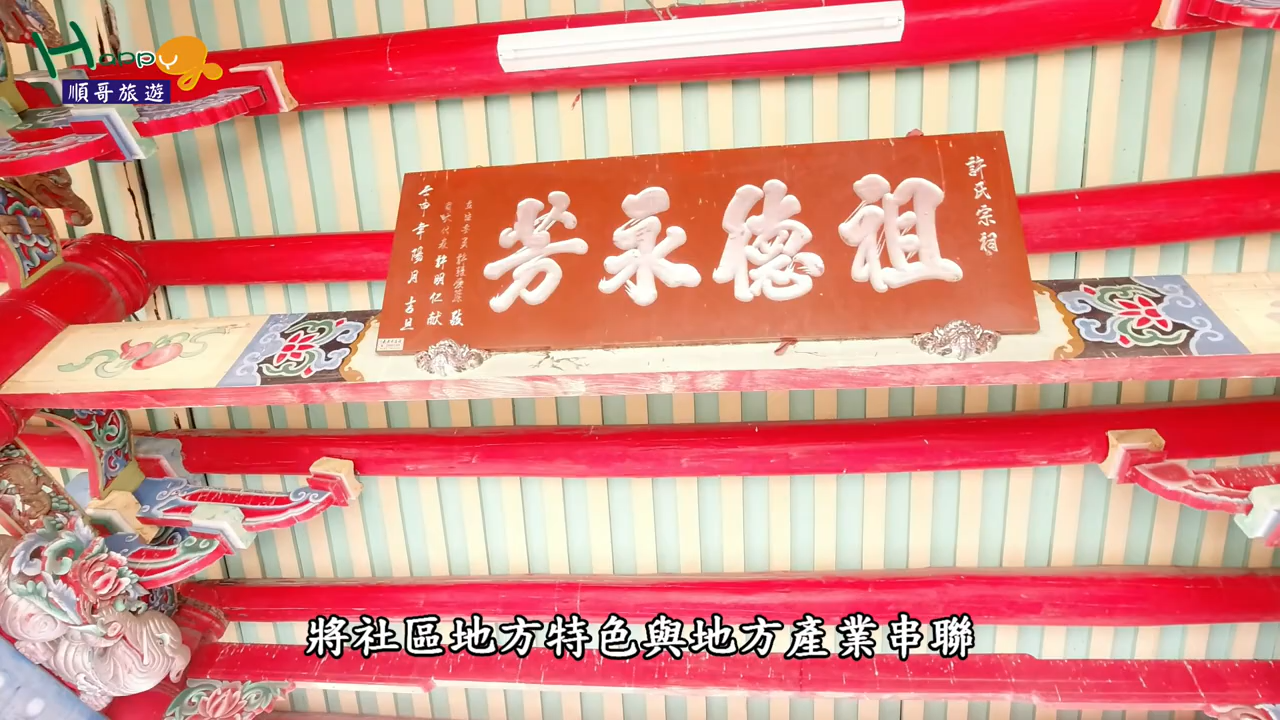 Happy
順哥旅遊
許氏宗祠
祖德永芳
許明仁 敬獻
壬申年陽月吉旦
將社區地方特色與地方產業串聯